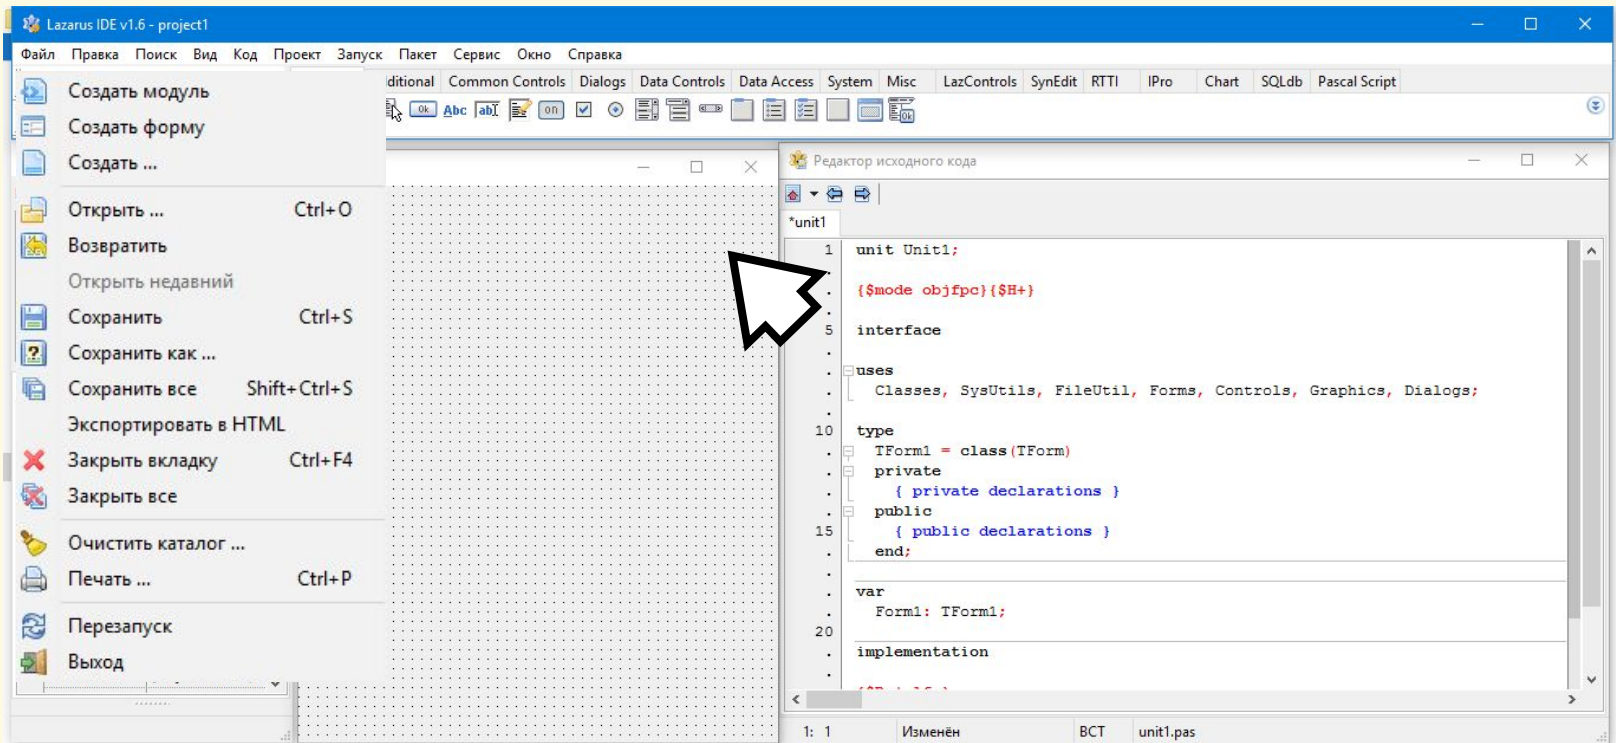 Lazarus IDE v1.6 - project1
Файл Правка Поиск Вид Код Проект Запуск Пакет Сервис Окно Справка
ditional Common Controls Dialogs Data Controls Data Access System Misc LazControls SynEdit RTTI IPro Chart SQLdb Pascal Script
Ok Abc abI on Ok
Создать модуль
Создать форму
Создать ...
Открыть ... Ctrl+O
Возвратить
Открыть недавний
Сохранить Ctrl+S
Сохранить как ...
Сохранить все Shift+Ctrl+S
Экспортировать в HTML
Закрыть вкладку Ctrl+F4
Закрыть все
Очистить каталог ...
Печать ... Ctrl+P
Перезапуск
Выход
Редактор исходного кода
*unit1
1 unit Unit1;
.
. {$mode objfpc}{$H+}
.
5 interface
.
. uses
. Classes, SysUtils, FileUtil, Forms, Controls, Graphics, Dialogs;
.
10 type
. TForm1 = class(TForm)
. private
. { private declarations }
. public
15 { public declarations }
. end;
.
. var
. Form1: TForm1;
20
. implementation
.
1: 1 Изменён ВСТ unit1.pas